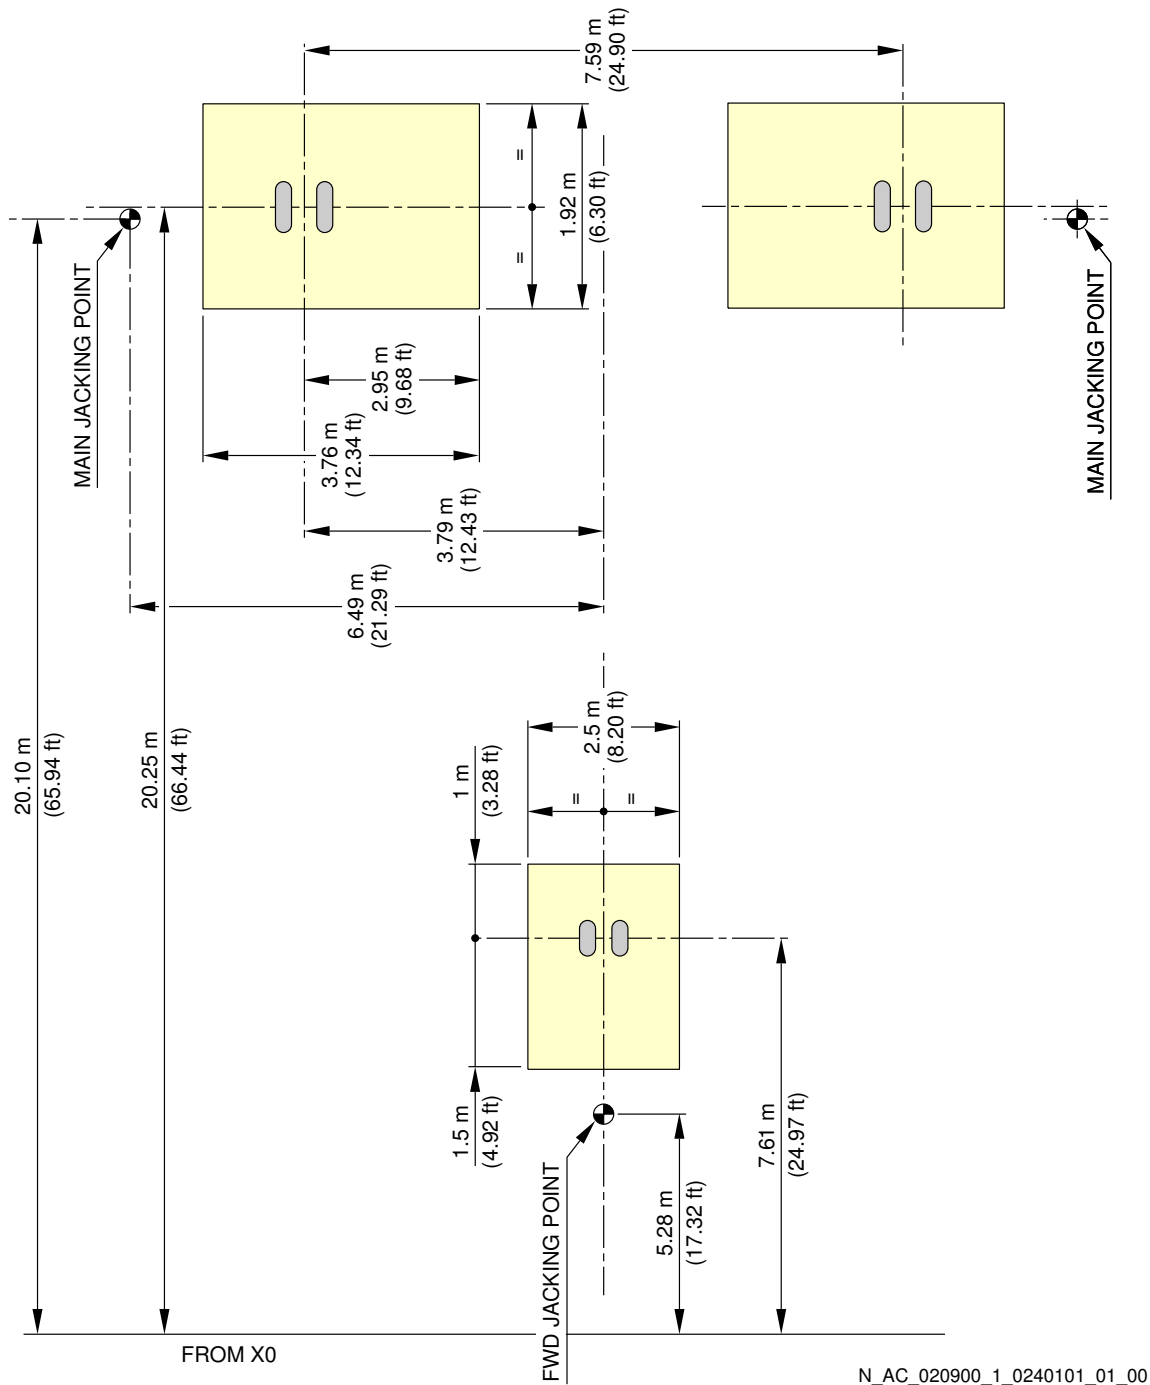 7.59 m
(24.90 ft)
=
=
1.92 m
(6.30 ft)
MAIN JACKING POINT
MAIN JACKING POINT
2.95 m
(9.68 ft)
3.76 m
(12.34 ft)
3.79 m
(12.43 ft)
6.49 m
(21.29 ft)
20.10 m
(65.94 ft)
20.25 m
(66.44 ft)
2.5 m
(8.20 ft)
1 m
(3.28 ft)
=
=
1.5 m
(4.92 ft)
7.61 m
(24.97 ft)
5.28 m
(17.32 ft)
FWD JACKING POINT
FROM X0
N_AC_020900_1_0240101_01_00